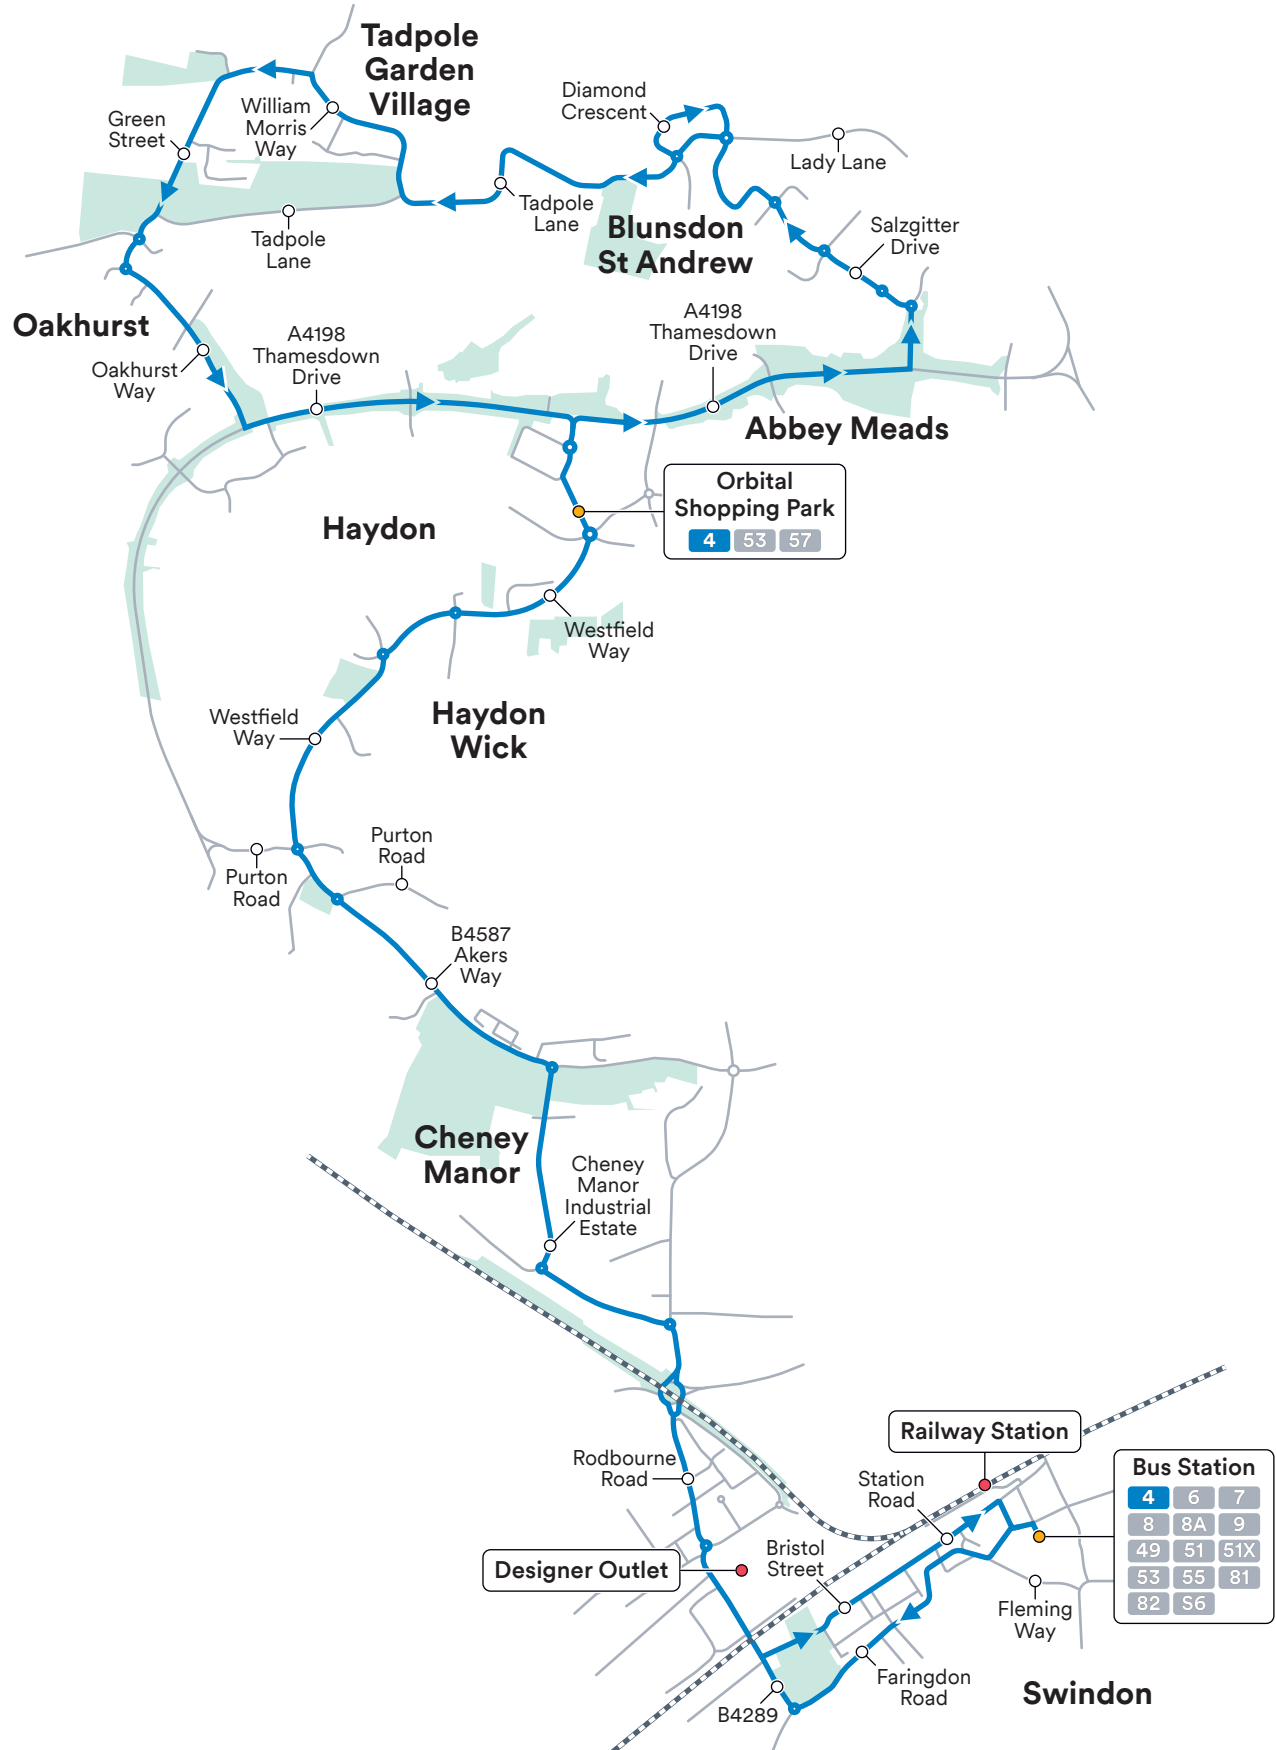 Tadpole
Garden
Village
William
Morris
Way
Green
Street
Diamond
Crescent
Lady Lane
Tadpole
Lane
Tadpole
Lane
Blunsdon
St Andrew
Salzgitter
Drive
Oakhurst
A4198
Thamesdown
Drive
A4198
Thamesdown
Drive
Oakhurst
Way
Abbey Meads
Orbital
Shopping Park
4 53 57
Haydon
Westfield
Way
Westfield
Way
Haydon
Wick
Purton
Road
Purton
Road
B4587
Akers
Way
Cheney
Manor
Cheney
Manor
Industrial
Estate
Railway Station
Rodbourne
Road
Station
Road
Bus Station
4 6 7
8 8A 9
49 51 51X
53 55 81
82 S6
Designer Outlet
Bristol
Street
Fleming
Way
Faringdon
Road
B4289
Swindon